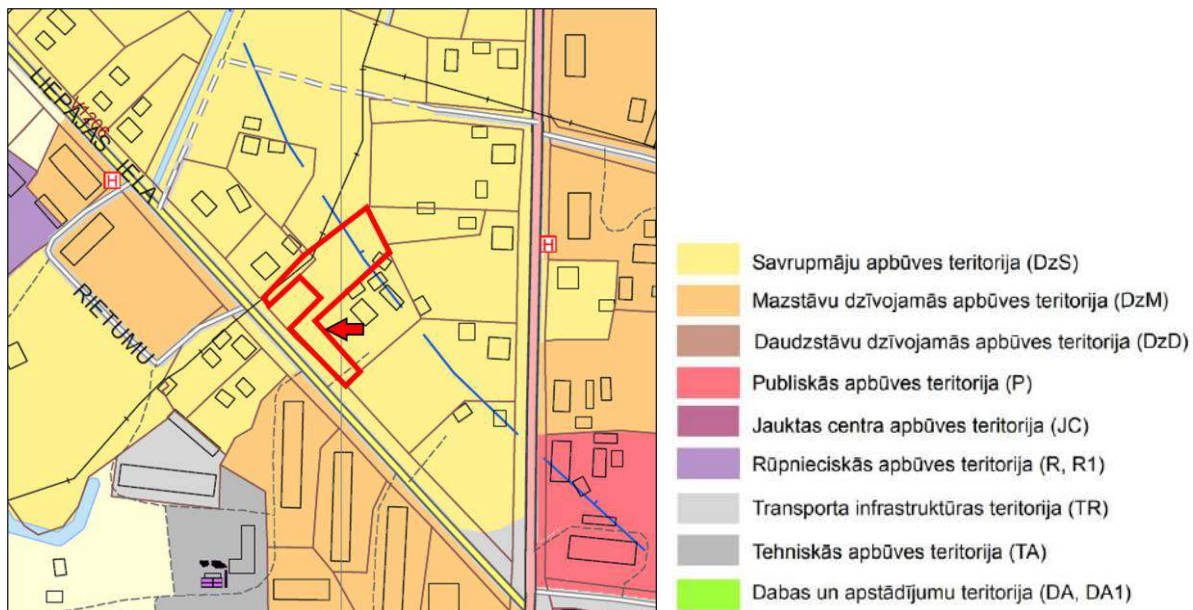 LIEPĀJAS IELA
V1206
H
RIETUMU
H
Savrupmāju apbūves teritorija (DzS)
Mazstāvu dzīvojamās apbūves teritorija (DzM)
Daudzstāvu dzīvojamās apbūves teritorija (DzD)
Publiskās apbūves teritorija (P)
Jauktas centra apbūves teritorija (JC)
Rūpnieciskās apbūves teritorija (R, R1)
Transporta infrastruktūras teritorija (TR)
Tehniskās apbūves teritorija (TA)
Dabas un apstādījumu teritorija (DA, DA1)